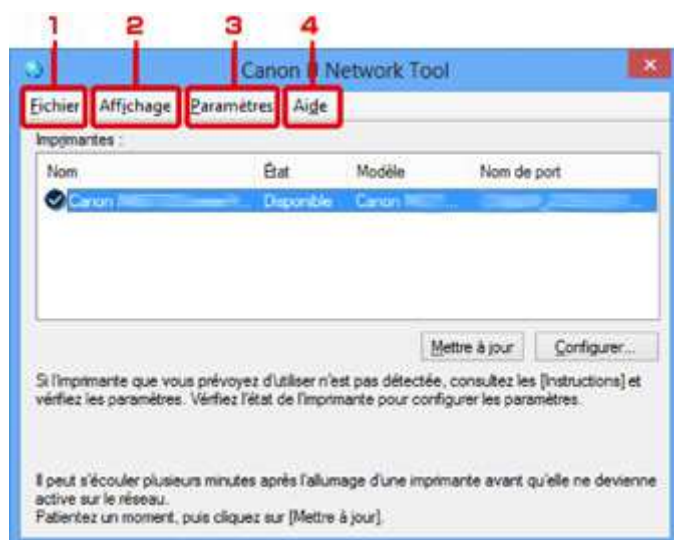 1 2 3 4
Canon IJ Network Tool
Fichier Affichage Paramètres Aide
Imprimantes :
Nom État Modèle Nom de port
Canon Disponible Canon ...
Mettre à jour Configurer...
Si l'imprimante que vous prévoyez d'utiliser n'est pas détectée, consultez les [Instructions] et
vérifiez les paramètres. Vérifiez l'état de l'imprimante pour configurer les paramètres.
Il peut s'écouler plusieurs minutes après l'allumage d'une imprimante avant qu'elle ne devienne
active sur le réseau.
Patientez un moment, puis cliquez sur [Mettre à jour].